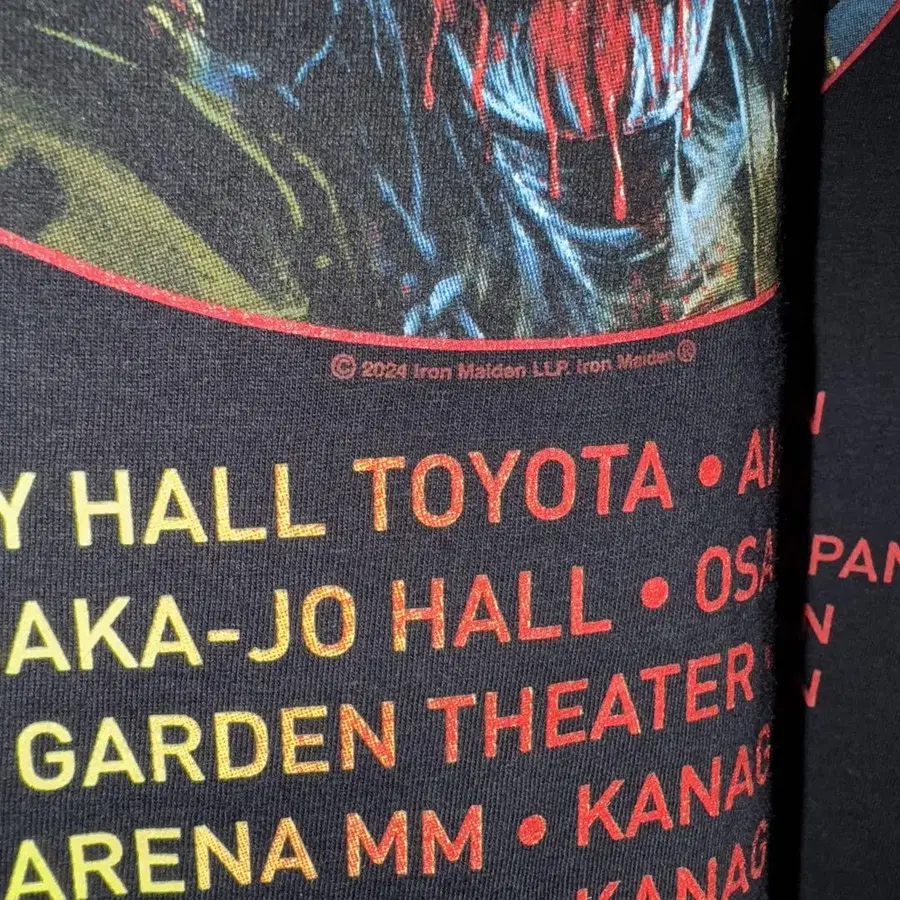 © 2024 Iron Maiden LLP. Iron Maiden ®
Y HALL TOYOTA • AI
AKA-JO HALL • OSA
PAN
GARDEN THEATER
N
ARENA MM • KANAG
KANAG